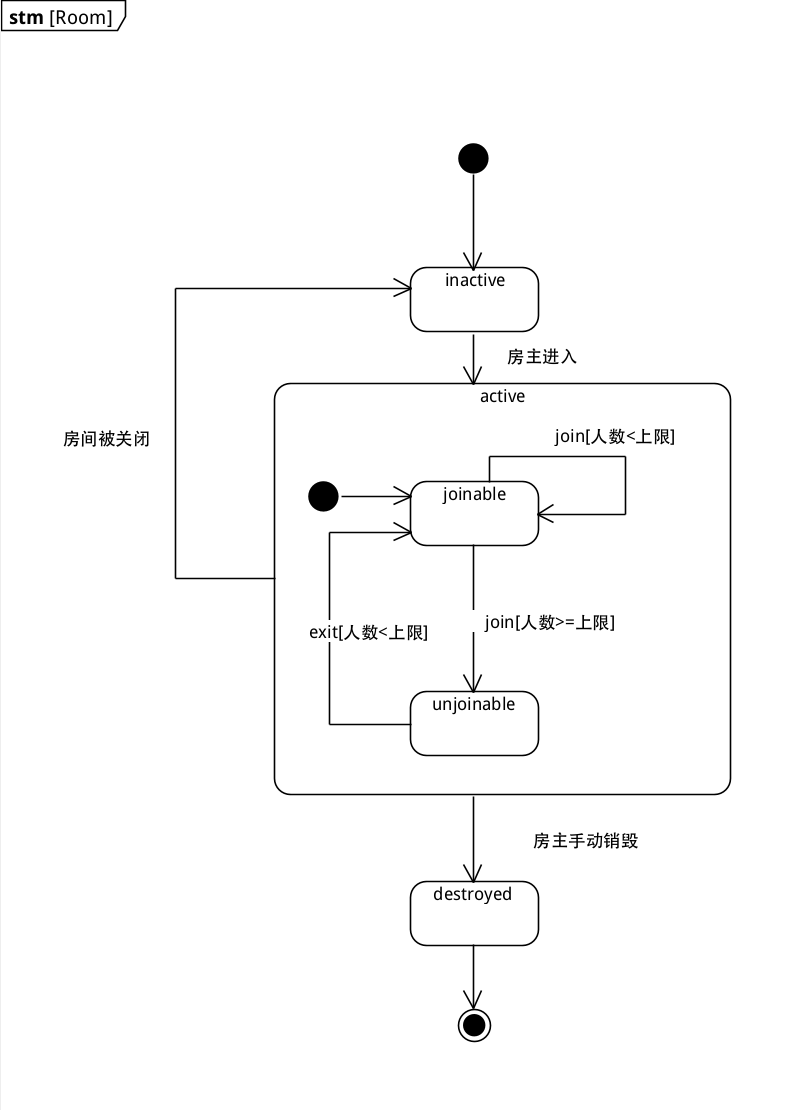 stm [Room]
inactive
房主进入
active
房间被关闭
join[人数<上限]
joinable
join[人数>=上限]
exit[人数<上限]
unjoinable
房主手动销毁
destroyed